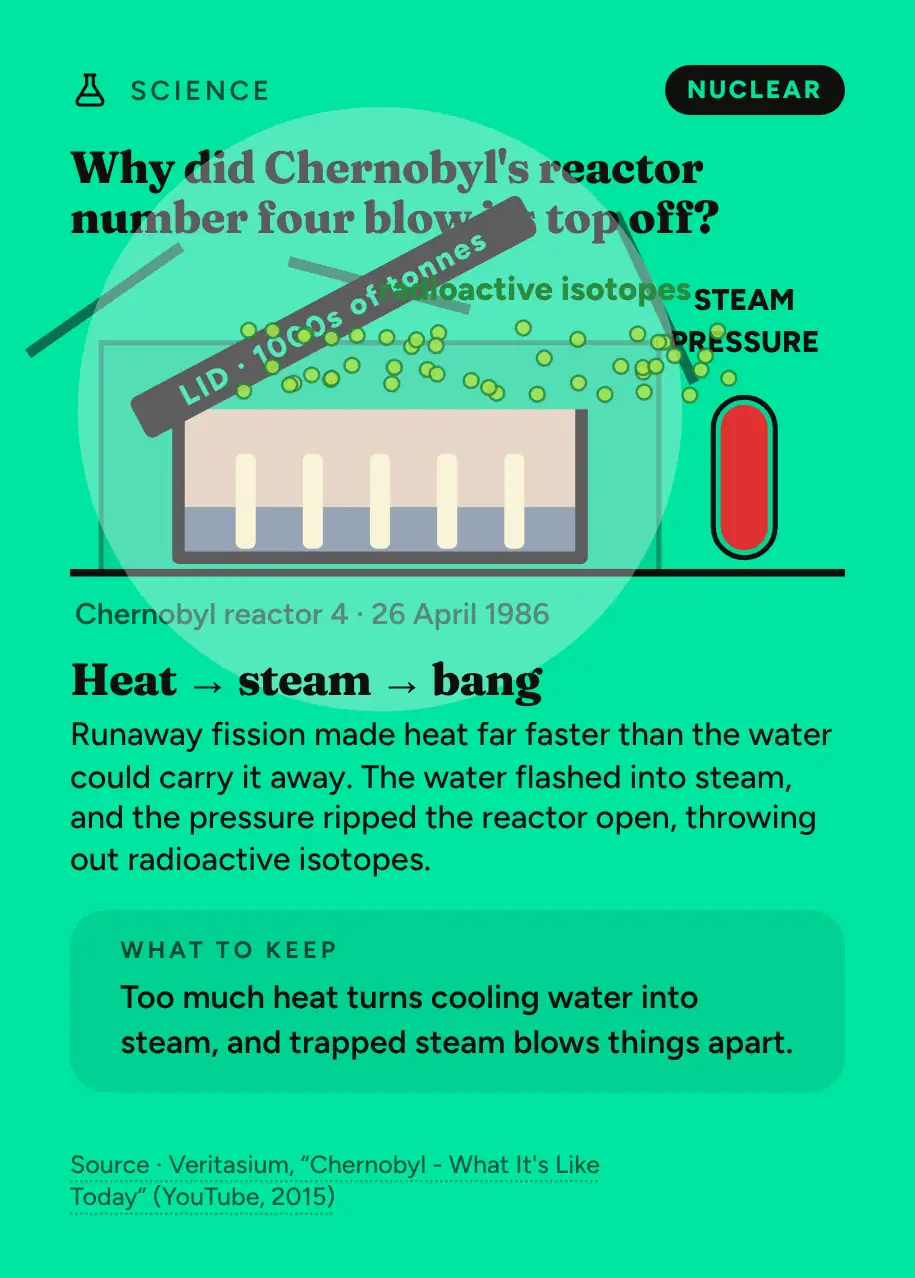 SCIENCE
NUCLEAR
Why did Chernobyl's reactor
number four blow its top off?
LID · 1000s of tonnes
radioactive isotopes
STEAM
PRESSURE
Chernobyl reactor 4 · 26 April 1986
Heat → steam → bang
Runaway fission made heat far faster than the water
could carry it away. The water flashed into steam,
and the pressure ripped the reactor open, throwing
out radioactive isotopes.
WHAT TO KEEP
Too much heat turns cooling water into
steam, and trapped steam blows things apart.
Source · Veritasium, “Chernobyl - What It's Like
Today” (YouTube, 2015)